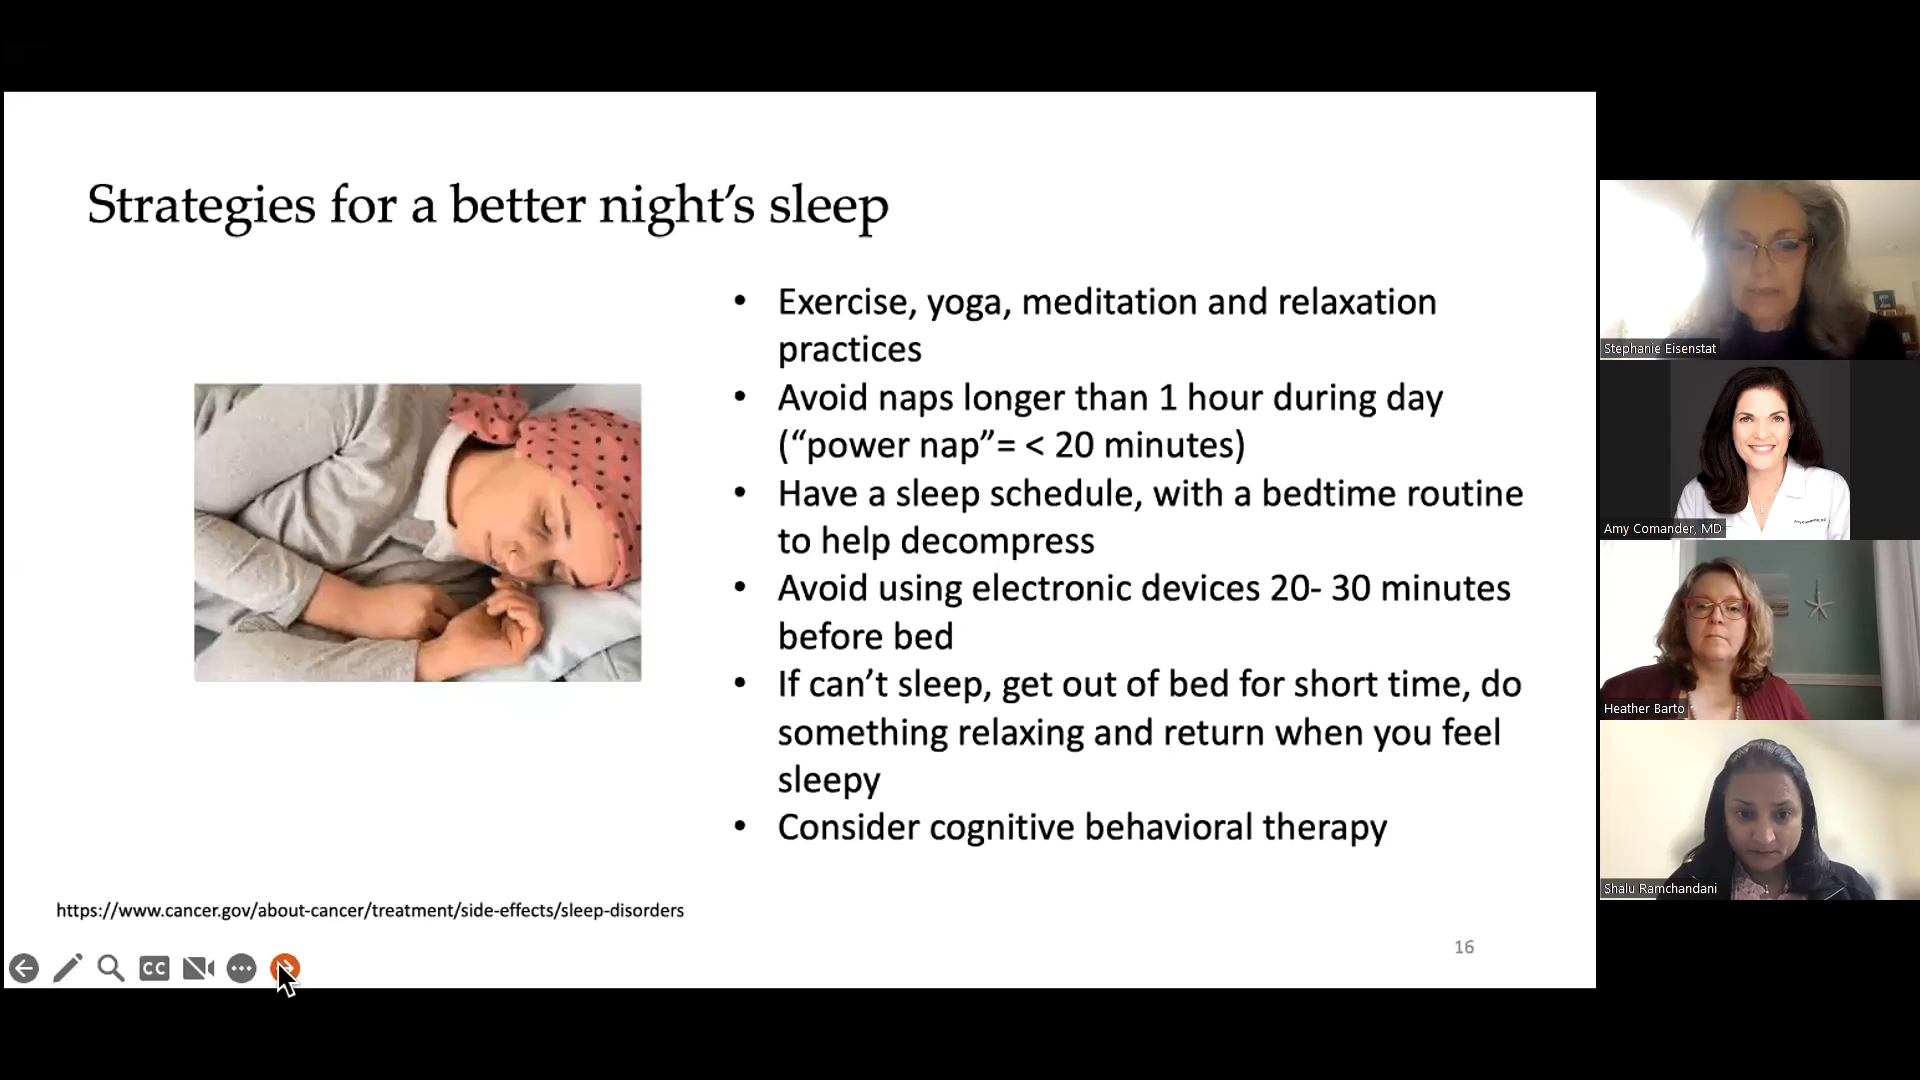 Strategies for a better night’s sleep
• Exercise, yoga, meditation and relaxation
practices
• Avoid naps longer than 1 hour during day
(“power nap”= < 20 minutes)
• Have a sleep schedule, with a bedtime routine
to help decompress
• Avoid using electronic devices 20- 30 minutes
before bed
• If can’t sleep, get out of bed for short time, do
something relaxing and return when you feel
sleepy
• Consider cognitive behavioral therapy
https://www.cancer.gov/about-cancer/treatment/side-effects/sleep-disorders
16
CC
Stephanie Eisenstat
Amy Comander, MD
Heather Barto
Shalu Ramchandani